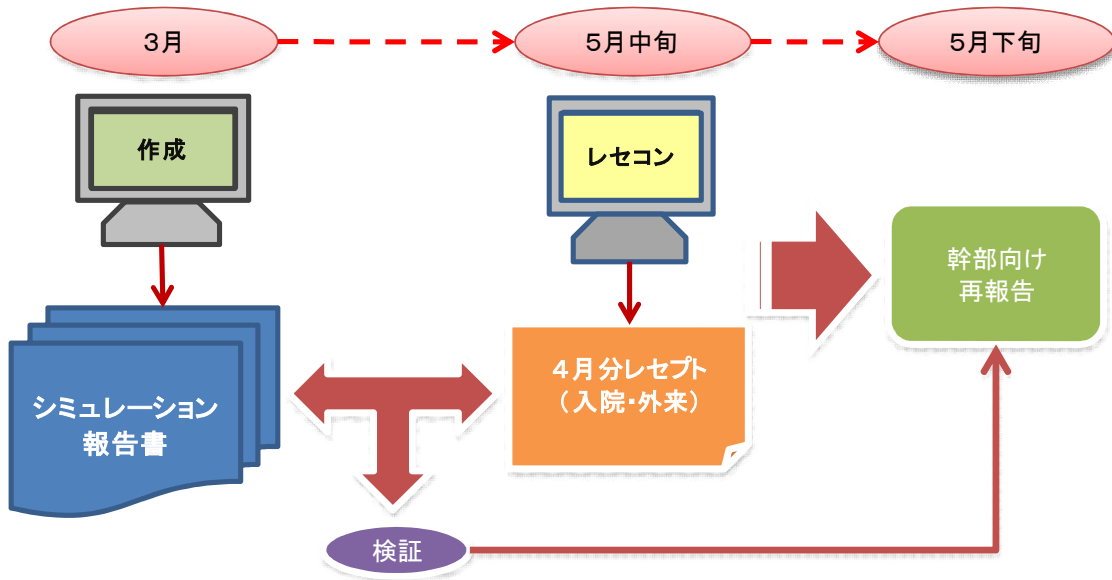 ３月
５月中旬
５月下旬
作成
レセコン
幹部向け
再報告
シミュレーション
報告書
４月分レセプト
（入院・外来）
検証